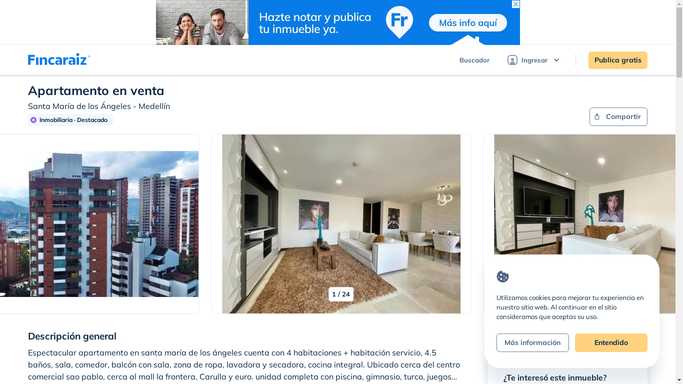 Hazte notar y publica
tu inmueble ya.
Fr
Más info aquí
Fincaraiz
Buscador
Ingresar
Publica gratis
Apartamento en venta
Santa María de los Ángeles - Medellín
Inmobiliaria · Destacado
Compartir
1 / 24
Descripción general
Espectacular apartamento en santa maría de los ángeles cuenta con 4 habitaciones + habitación servicio, 4.5
baños, sala, comedor, balcón con sala, zona de ropa, lavadora y secadora, cocina integral. Ubicado cerca del centro
comercial sao pablo, cerca al mall la frontera, Carulla y euro. unidad completa con piscina, gimnasio, turco, juegos...
Utilizamos cookies para mejorar tu experiencia en
nuestro sitio web. Al continuar en el sitio
consideramos que aceptas su uso.
Más información
Entendido
¿Te interesó este inmueble?